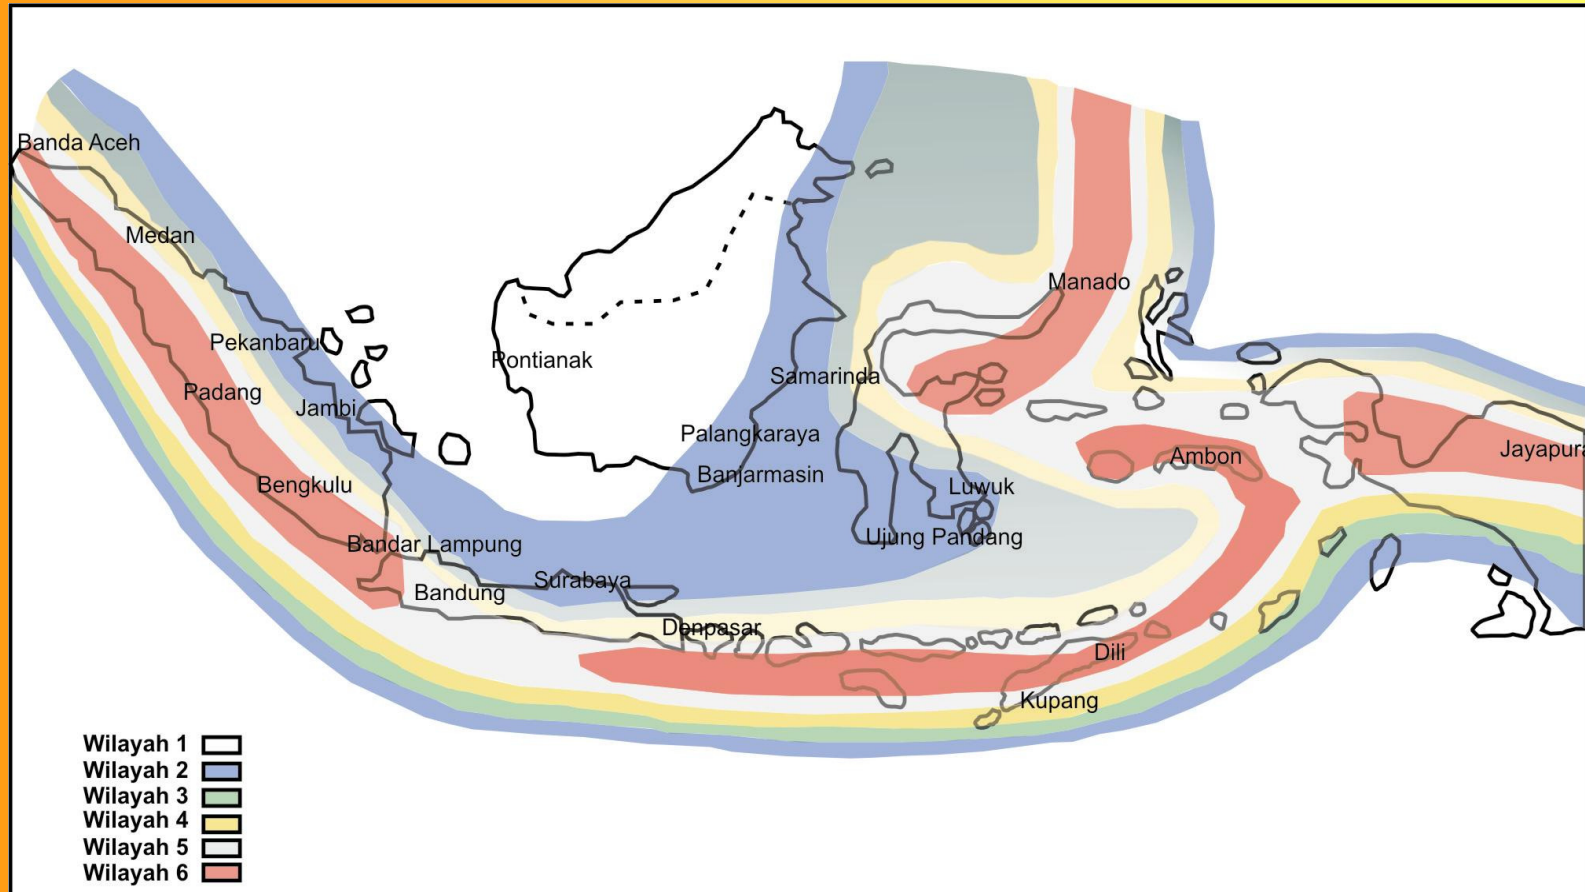 Banda Aceh
Medan
Pekanbaru
Padang
Jambi
Bengkulu
Bandar Lampung
Bandung
Surabaya
Denpasar
Pontianak
Palangkaraya
Banjarmasin
Samarinda
Manado
Luwuk
Ujung Pandang
Ambon
Dili
Kupang
Jayapura
Wilayah 1
Wilayah 2
Wilayah 3
Wilayah 4
Wilayah 5
Wilayah 6